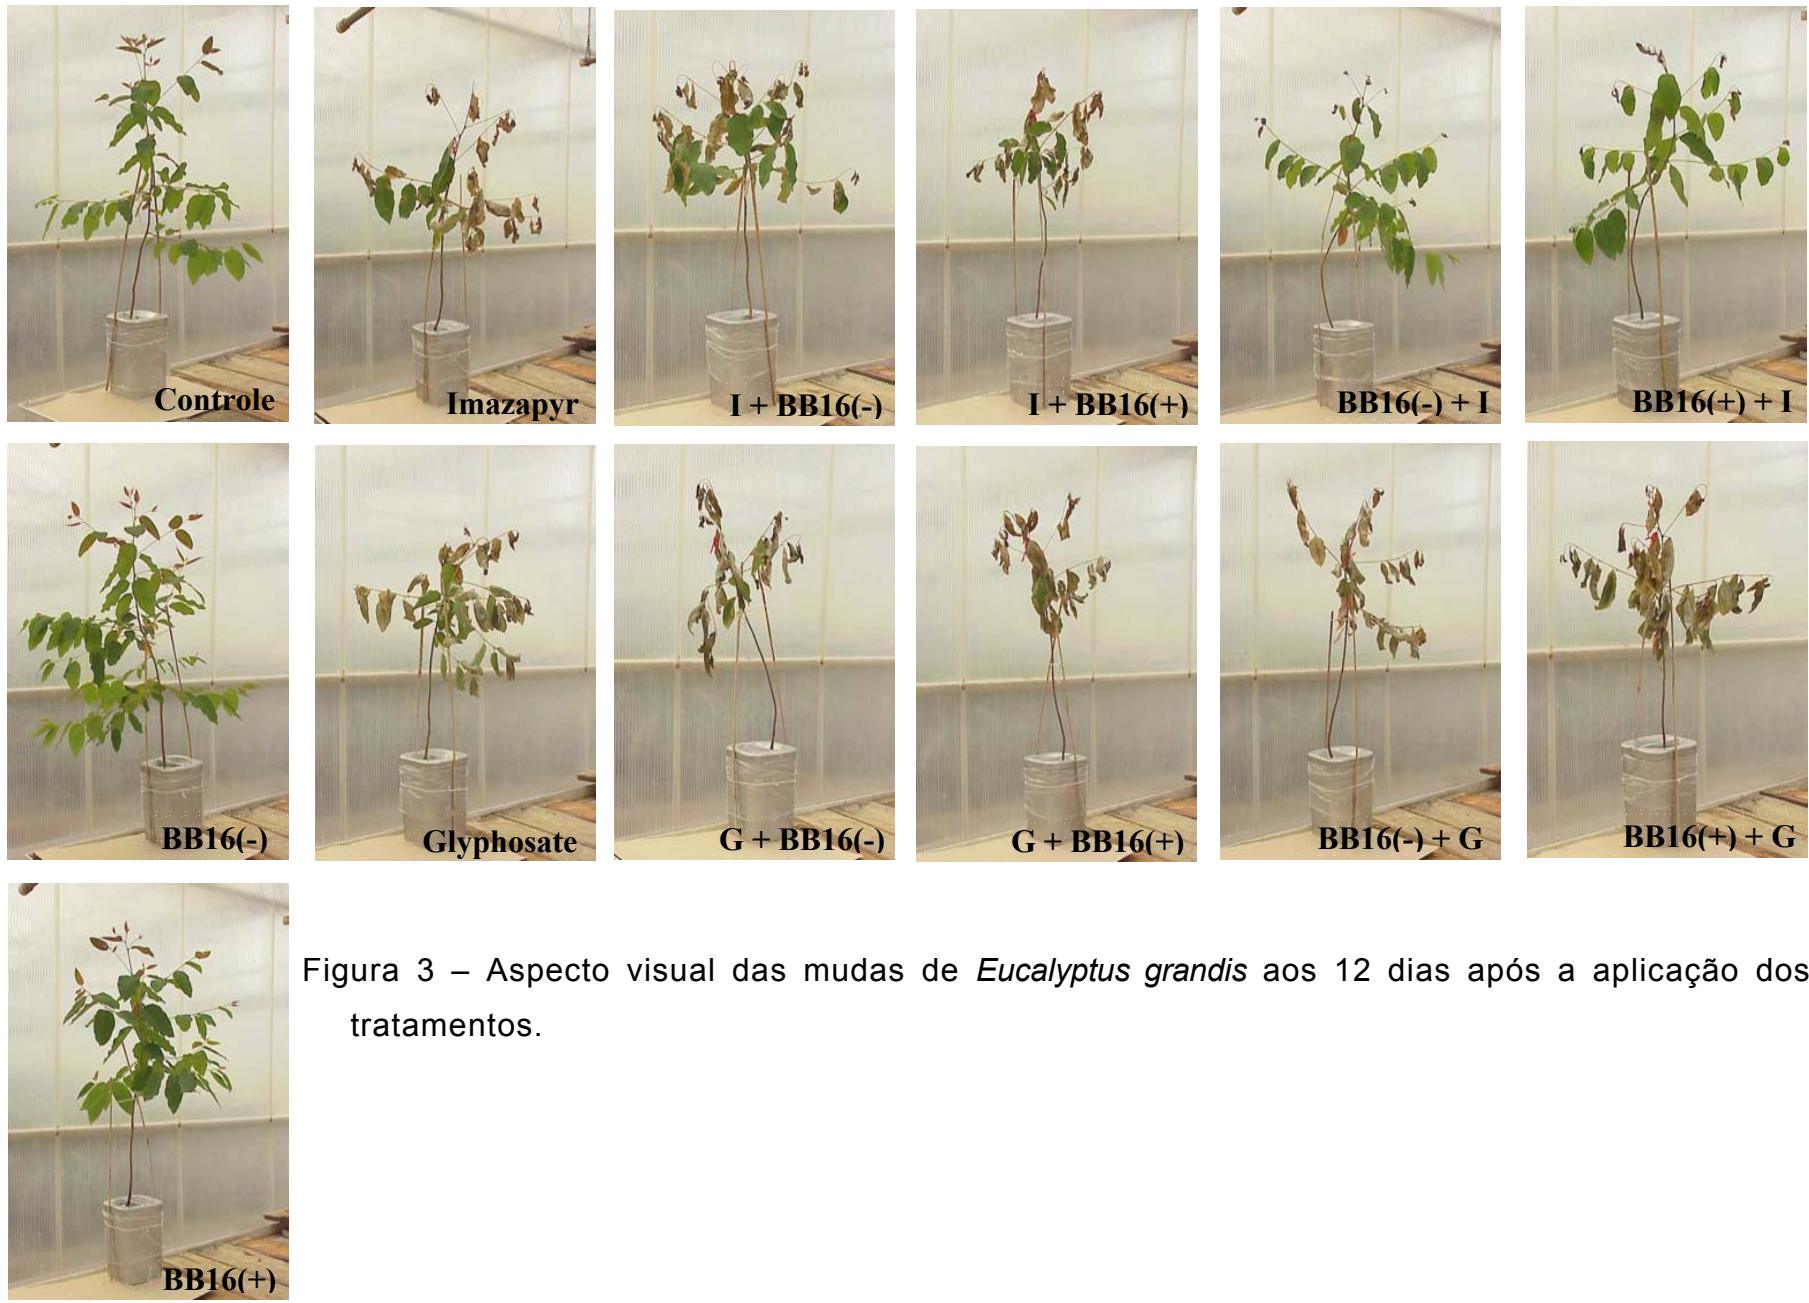 Controle
Imazapyr
I + BB16(-)
I + BB16(+)
BB16(-) + I
BB16(+) + I
BB16(-)
Glyphosate
G + BB16(-)
G + BB16(+)
BB16(-) + G
BB16(+) + G
BB16(+)
Figura 3 – Aspecto visual das mudas de Eucalyptus grandis aos 12 dias após a aplicação dos
tratamentos.